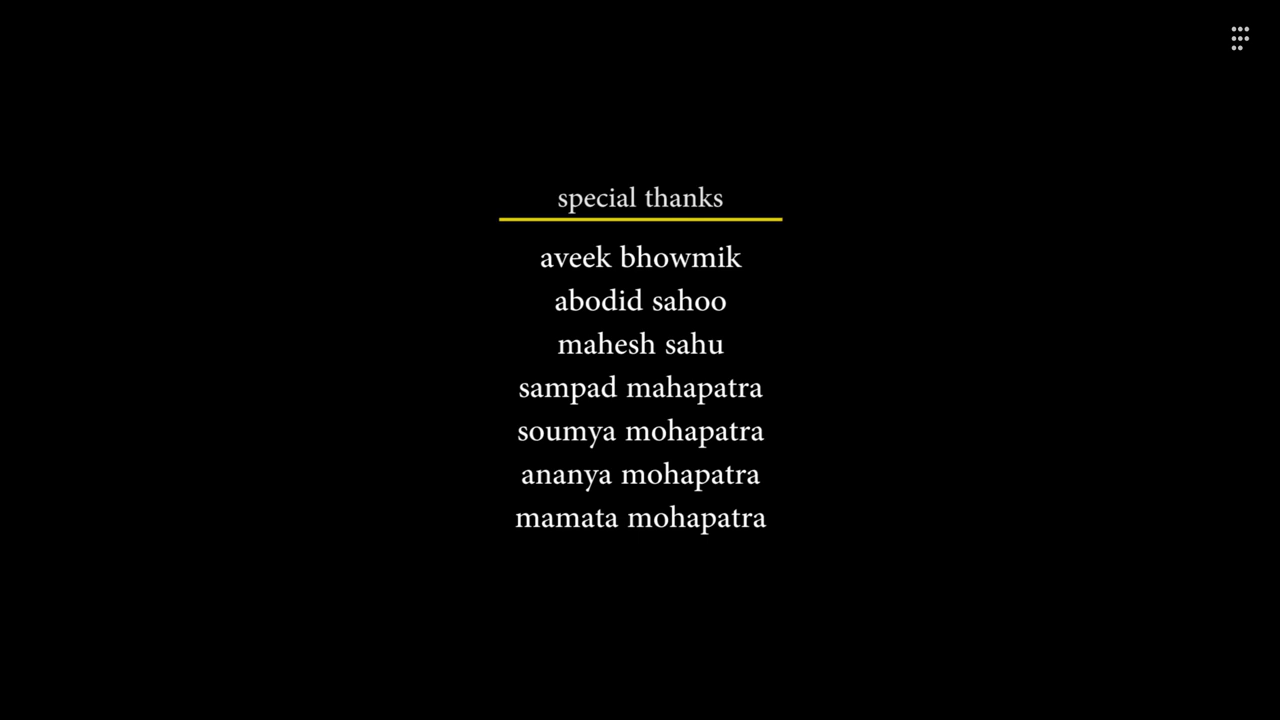 special thanks
aveek bhowmik
abodid sahoo
mahesh sahu
sampad mahapatra
soumya mohapatra
ananya mohapatra
mamata mohapatra